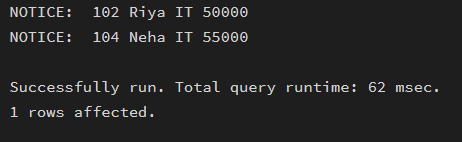 NOTICE:  102 Riya IT 50000
NOTICE:  104 Neha IT 55000
Successfully run. Total query runtime: 62 msec.
1 rows affected.